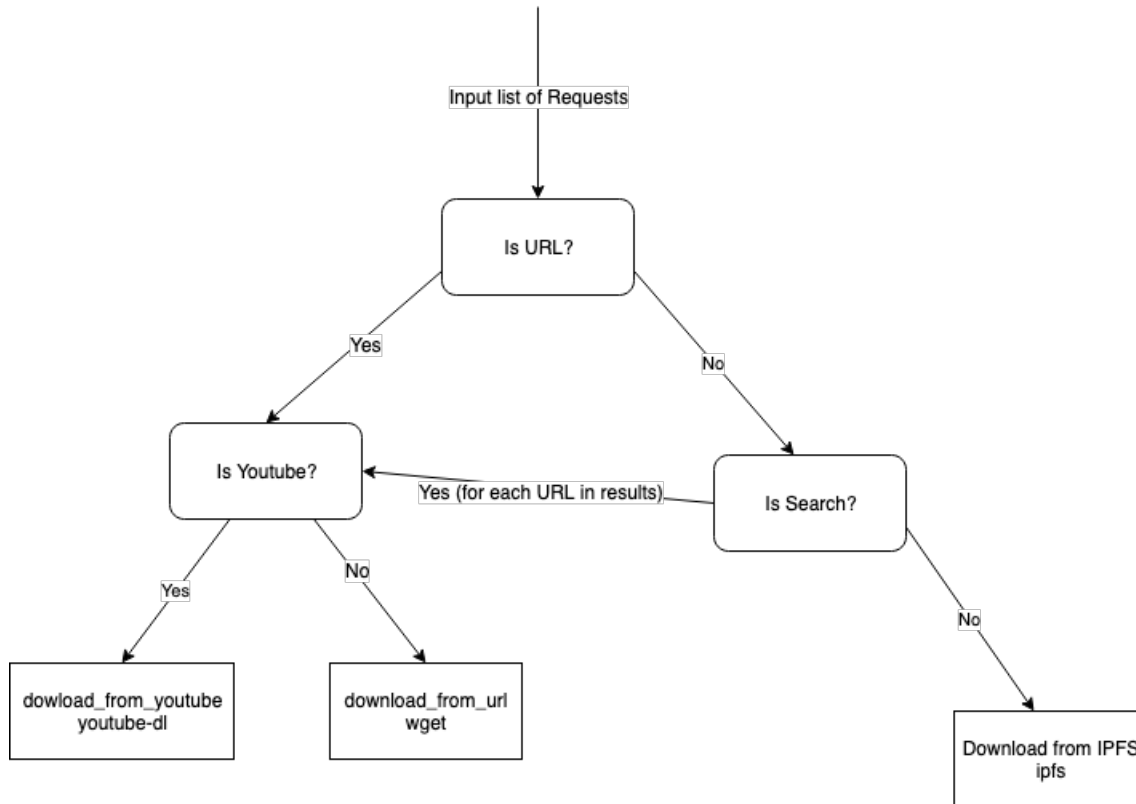 Input list of Requests
Is URL?
Yes
No
Is Youtube?
Yes (for each URL in results)
Is Search?
Yes
No
No
dowload_from_youtube
youtube-dl
download_from_url
wget
Download from IPFS
ipfs